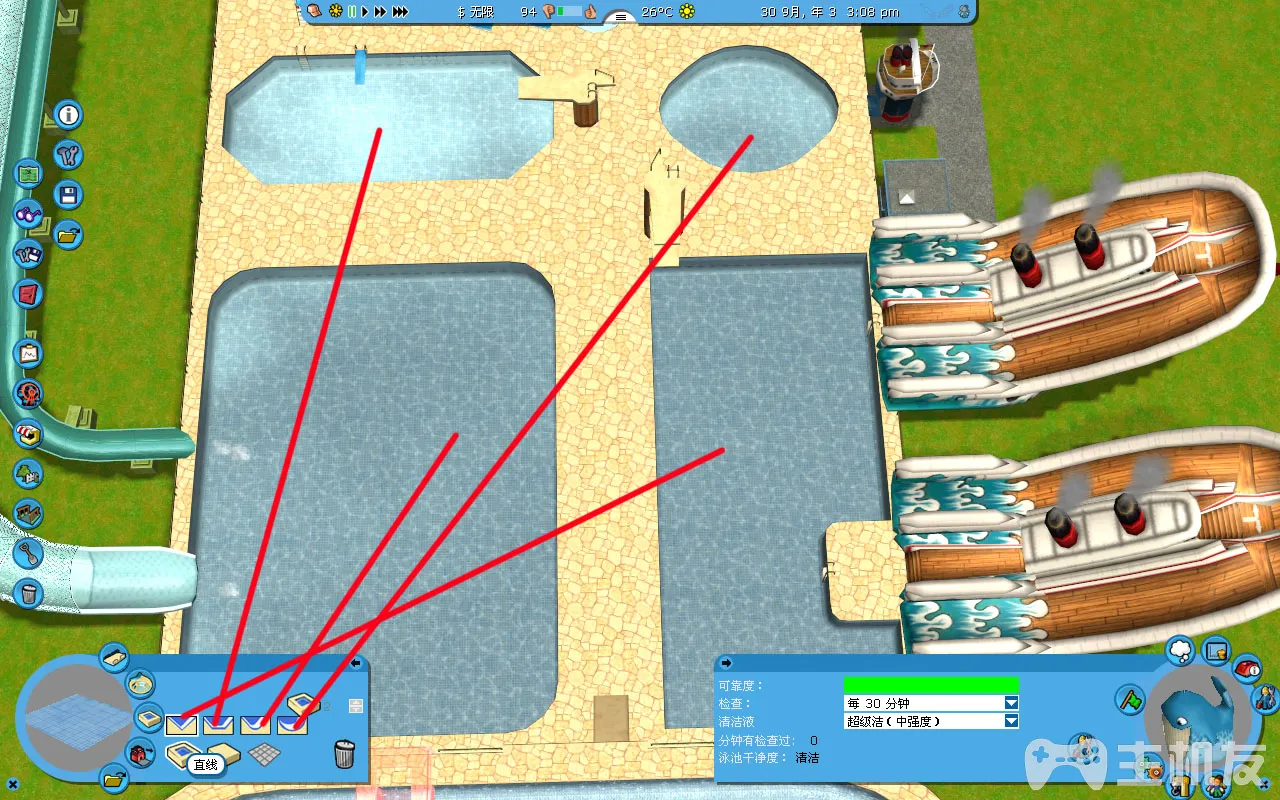 $ 无限 94 26°C 30 9月, 年 3 3:08 pm
可靠度：
检查： 每 30 分钟
清洁液 超级洁 ( 中强度 )
分钟有检查过： 0
泳池干净度： 清洁
2
直线
主机友